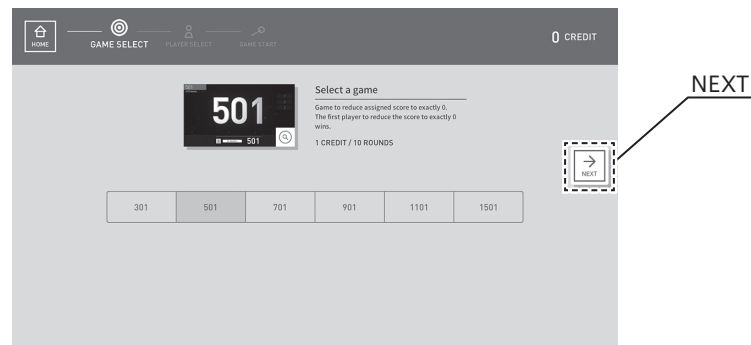 HOME
GAME SELECT
PLAYER SELECT
GAME START
0 CREDIT
501
501
Select a game
Game to reduce assigned score to exactly 0.
The first player to reduce the score to exactly 0
wins.
1 CREDIT / 10 ROUNDS
NEXT
NEXT
301 501 701 901 1101 1501